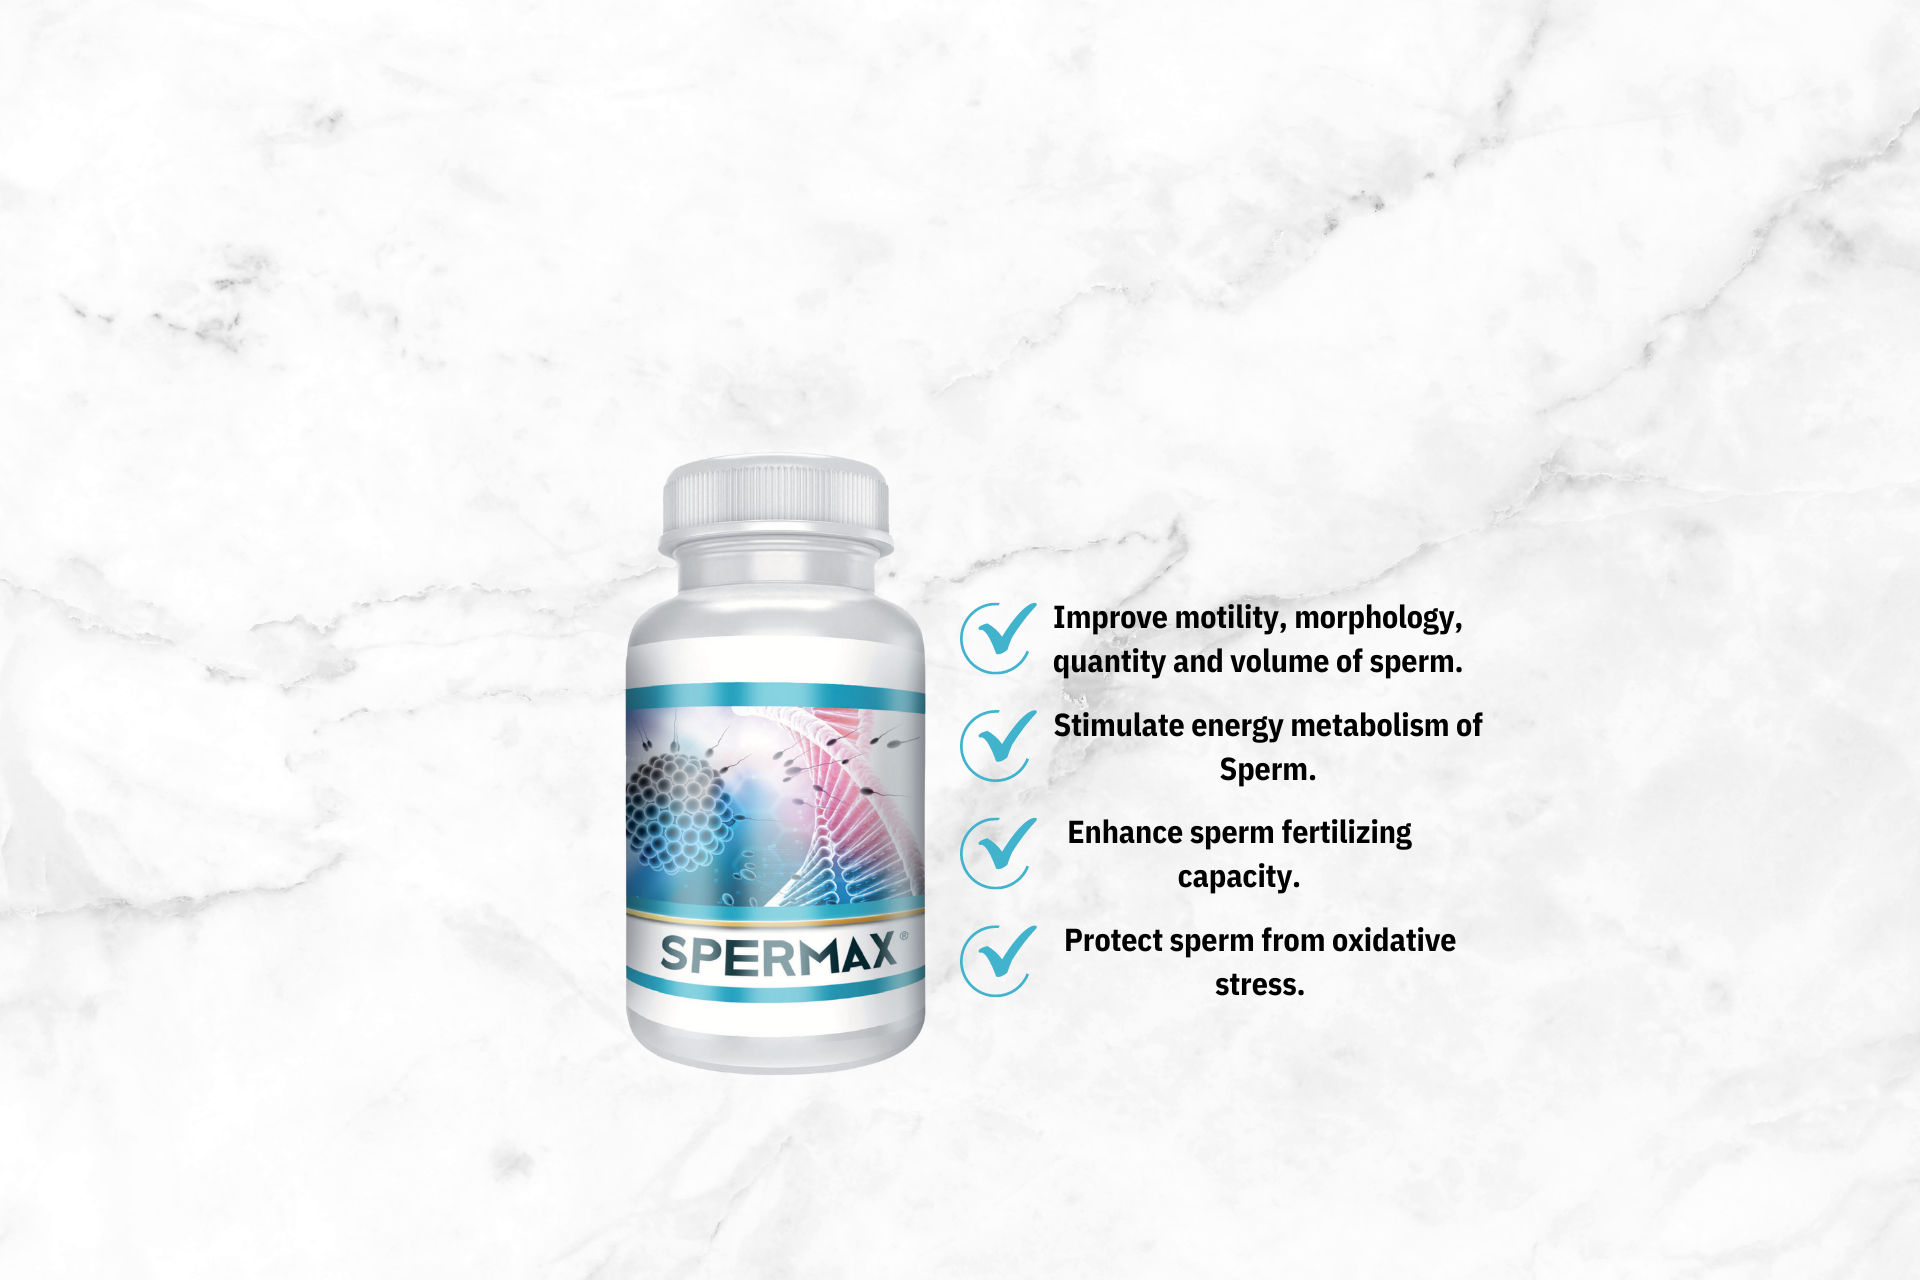 Improve motility, morphology,
quantity and volume of sperm.
Stimulate energy metabolism of
Sperm.
Enhance sperm fertilizing
capacity.
Protect sperm from oxidative
stress.
SPERMAX®